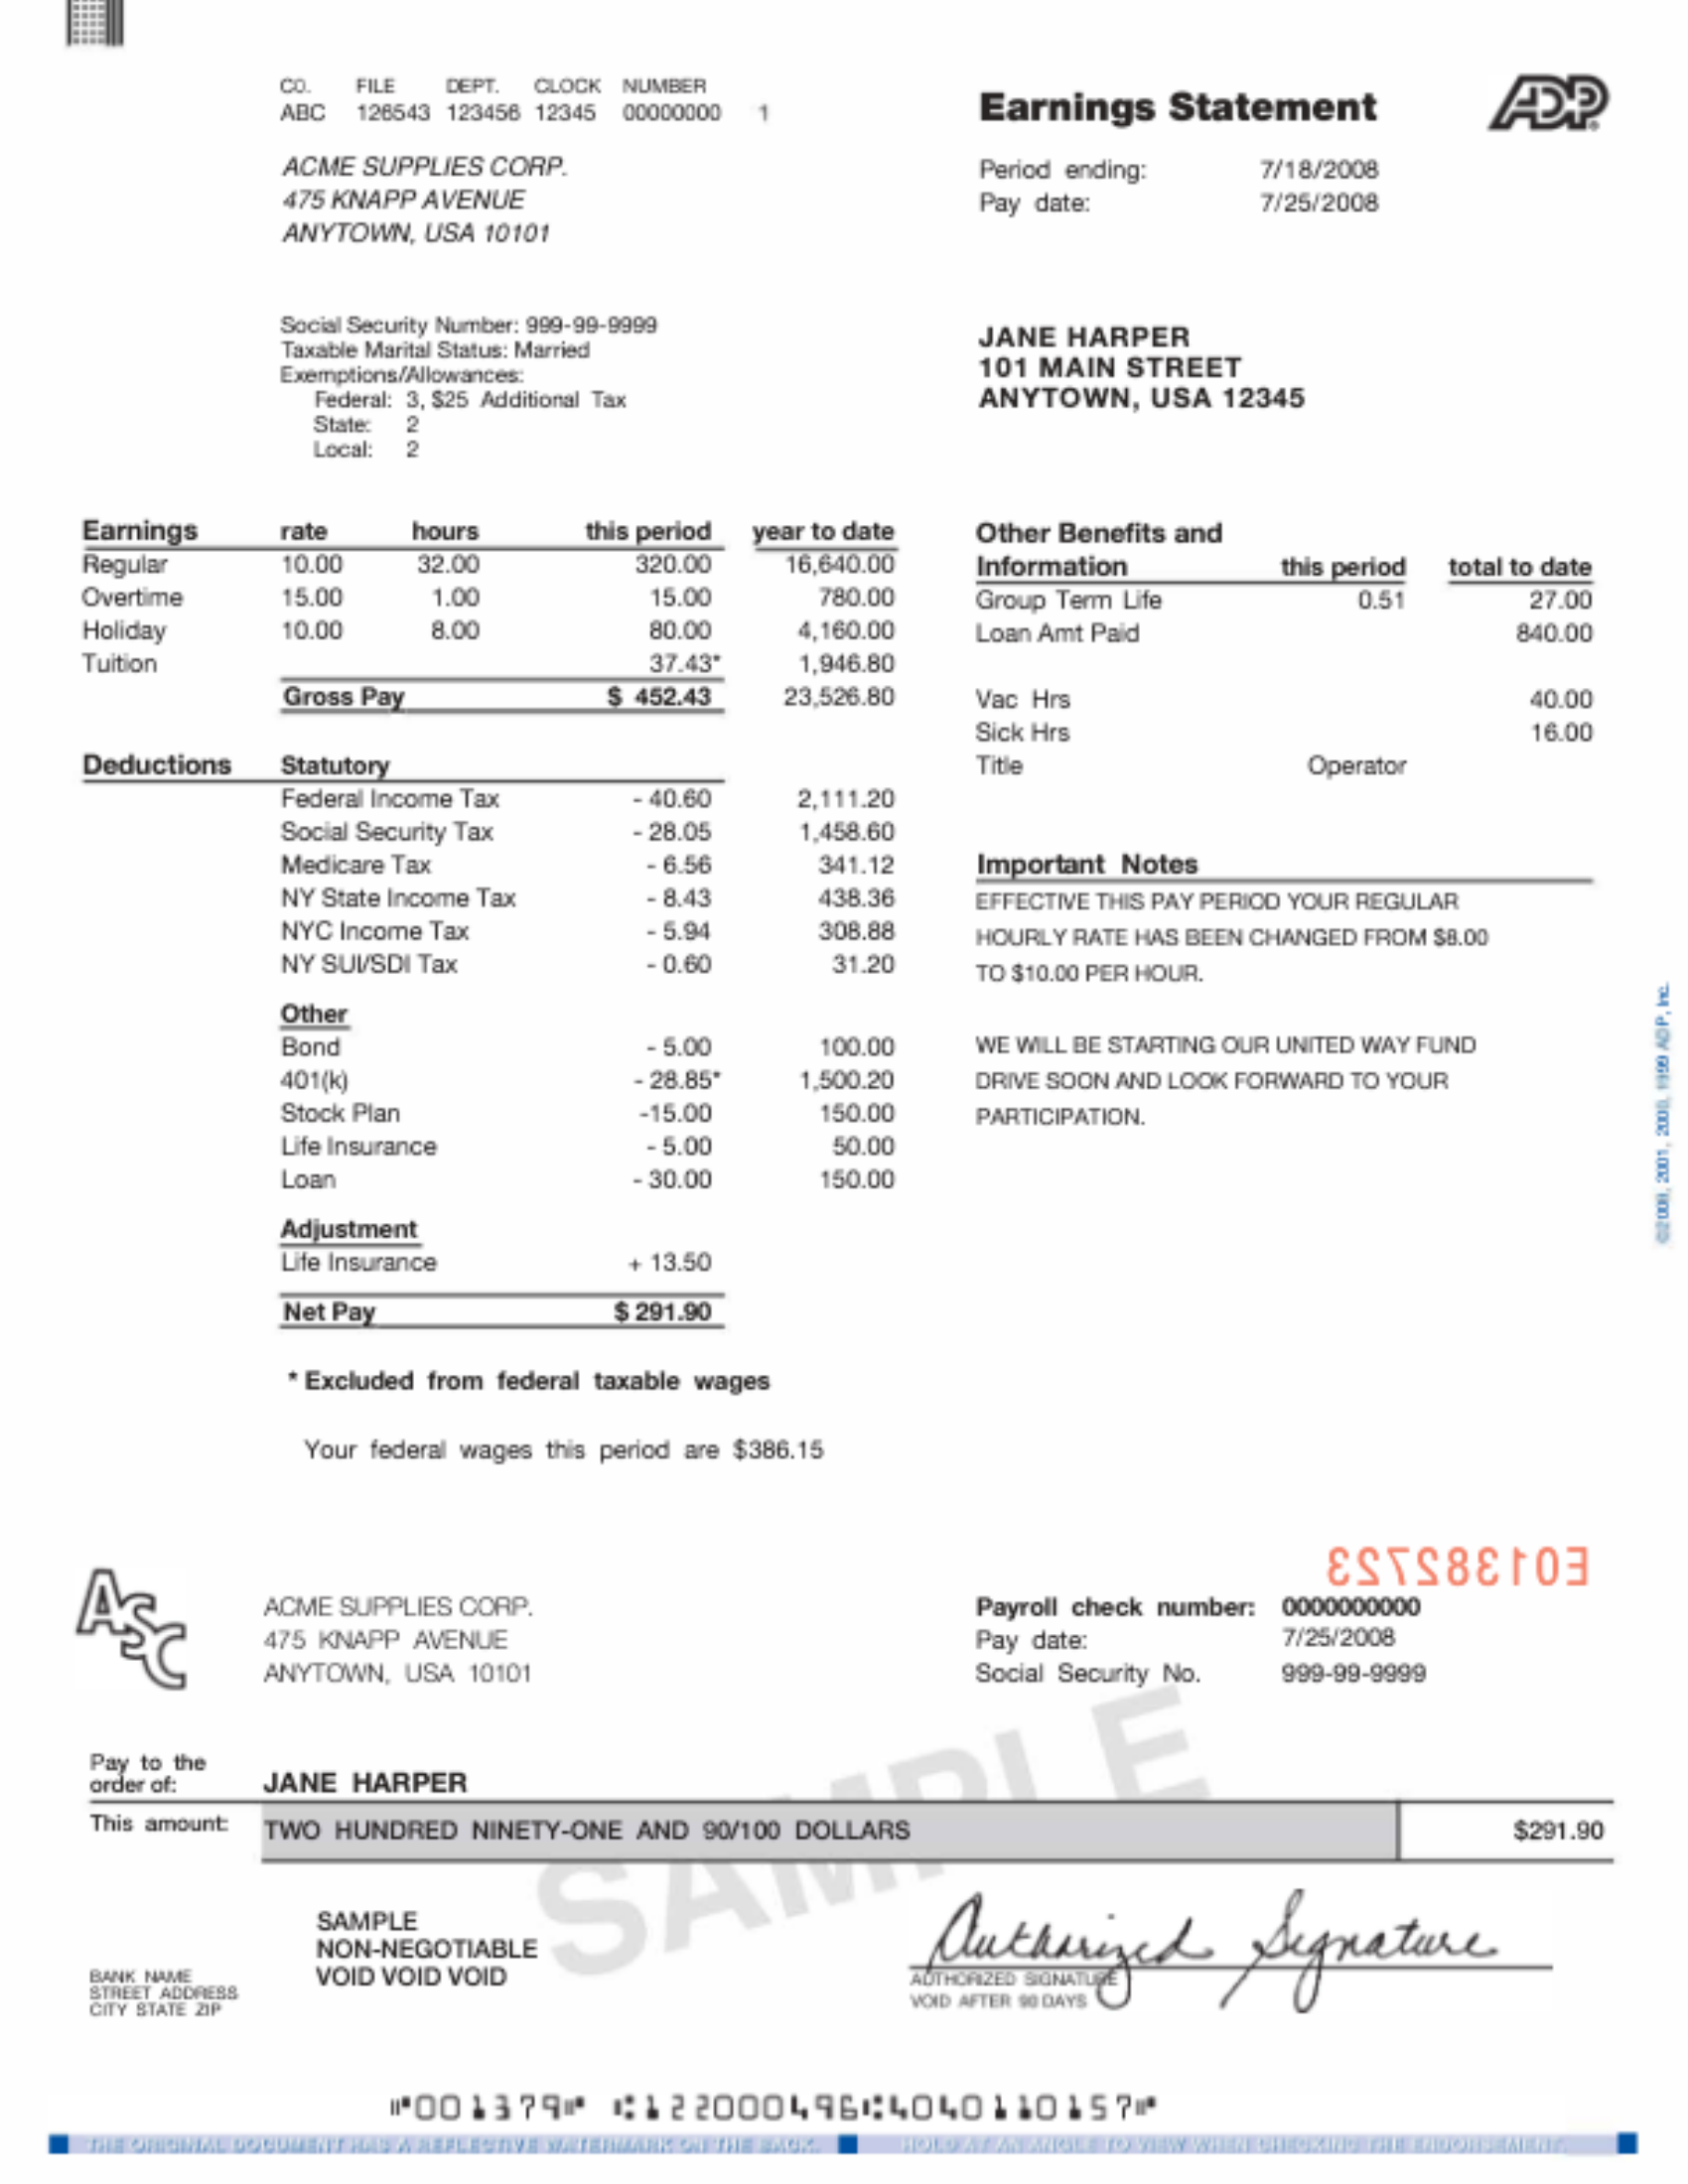 CO. FILE DEPT. CLOCK NUMBER
ABC 126543 123456 12345 00000000 1
ACME SUPPLIES CORP.
475 KNAPP AVENUE
ANYTOWN, USA 10101
Earnings Statement
ADP
Period ending: 7/18/2008
Pay date: 7/25/2008
Social Security Number: 999-99-9999
Taxable Marital Status: Married
Exemptions/Allowances:
Federal: 3, $25 Additional Tax
State: 2
Local: 2
JANE HARPER
101 MAIN STREET
ANYTOWN, USA 12345
Earnings rate hours this period year to date
Regular 10.00 32.00 320.00 16,640.00
Overtime 15.00 1.00 15.00 780.00
Holiday 10.00 8.00 80.00 4,160.00
Tuition 37.43* 1,946.80
Gross Pay $ 452.43 23,526.80
Deductions Statutory
Federal Income Tax - 40.60 2,111.20
Social Security Tax - 28.05 1,458.60
Medicare Tax - 6.56 341.12
NY State Income Tax - 8.43 438.36
NYC Income Tax - 5.94 308.88
NY SUI/SDI Tax - 0.60 31.20
Other
Bond - 5.00 100.00
401(k) - 28.85* 1,500.20
Stock Plan -15.00 150.00
Life Insurance - 5.00 50.00
Loan - 30.00 150.00
Adjustment
Life Insurance + 13.50
Net Pay $ 291.90
* Excluded from federal taxable wages
Your federal wages this period are $386.15
Other Benefits and
Information this period total to date
Group Term Life 0.51 27.00
Loan Amt Paid 840.00
Vac Hrs 40.00
Sick Hrs 16.00
Title Operator
Important Notes
EFFECTIVE THIS PAY PERIOD YOUR REGULAR
HOURLY RATE HAS BEEN CHANGED FROM $8.00
TO $10.00 PER HOUR.
WE WILL BE STARTING OUR UNITED WAY FUND
DRIVE SOON AND LOOK FORWARD TO YOUR
PARTICIPATION.
©2008, 2001, 2000, 1999 ADP, Inc.
ASC
ACME SUPPLIES CORP.
475 KNAPP AVENUE
ANYTOWN, USA 10101
E01382723
Payroll check number: 0000000000
Pay date: 7/25/2008
Social Security No. 999-99-9999
Pay to the
order of: JANE HARPER
This amount: TWO HUNDRED NINETY-ONE AND 90/100 DOLLARS $291.90
SAMPLE
SAMPLE
NON-NEGOTIABLE
VOID VOID VOID
BANK NAME
STREET ADDRESS
CITY STATE ZIP
Authorized Signature
AUTHORIZED SIGNATURE
VOID AFTER 90 DAYS
⑈001379⑈ ⑆122000496⑆4040110157⑈
THE ORIGINAL DOCUMENT HAS A REFLECTIVE WATERMARK ON THE BACK. HOLD AT AN ANGLE TO VIEW WHEN CHECKING THE ENDORSEMENT.